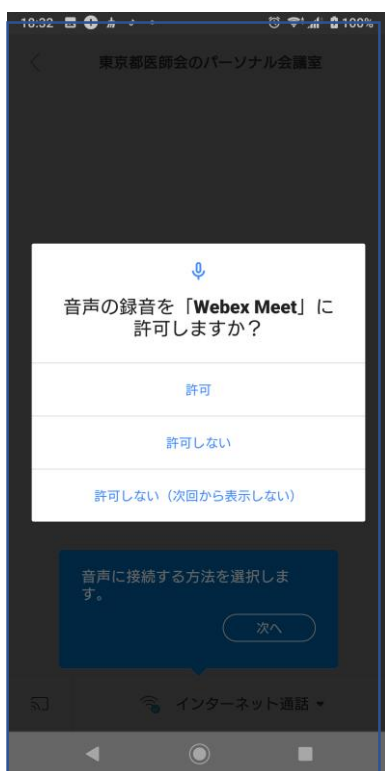 18:32
100%
東京都医師会のパーソナル会議室
音声の録音を「Webex Meet」に
許可しますか？
許可
許可しない
許可しない（次回から表示しない）
音声に接続する方法を選択しま
す。
次へ
インターネット通話